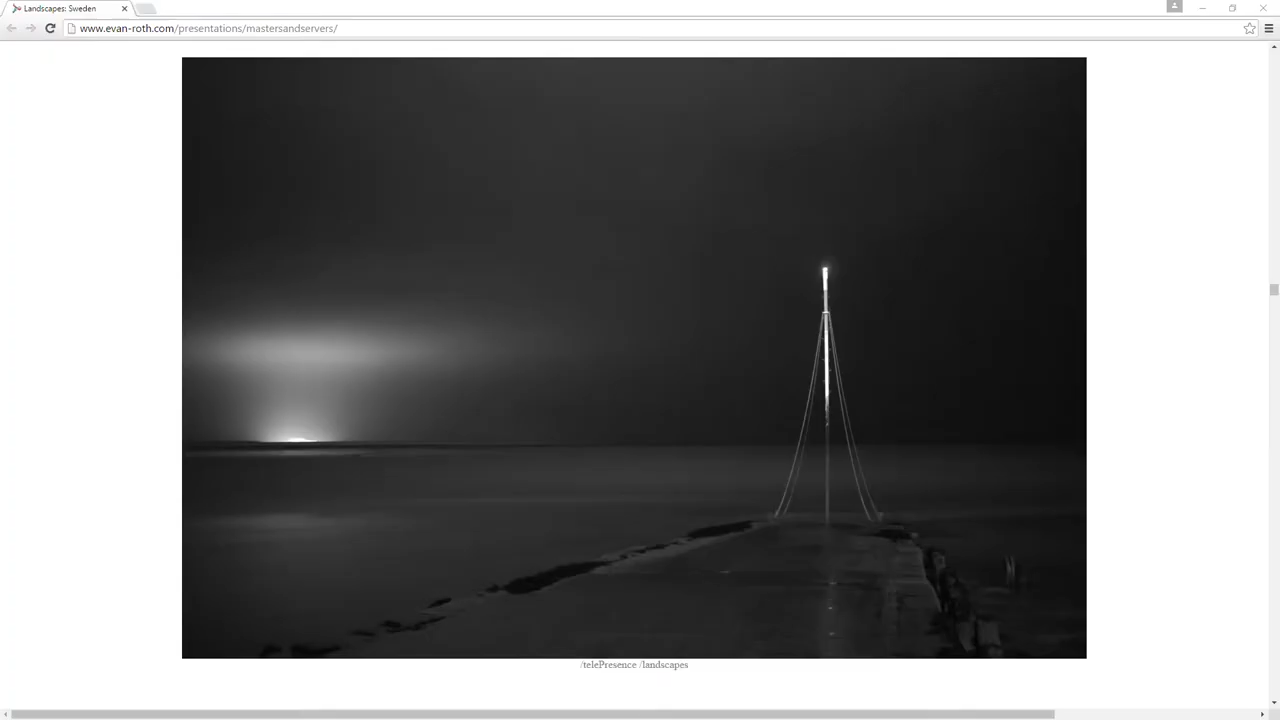 Landscapes: Sweden
www.evan-roth.com/presentations/mastersandservers/
/telePresence /landscapes